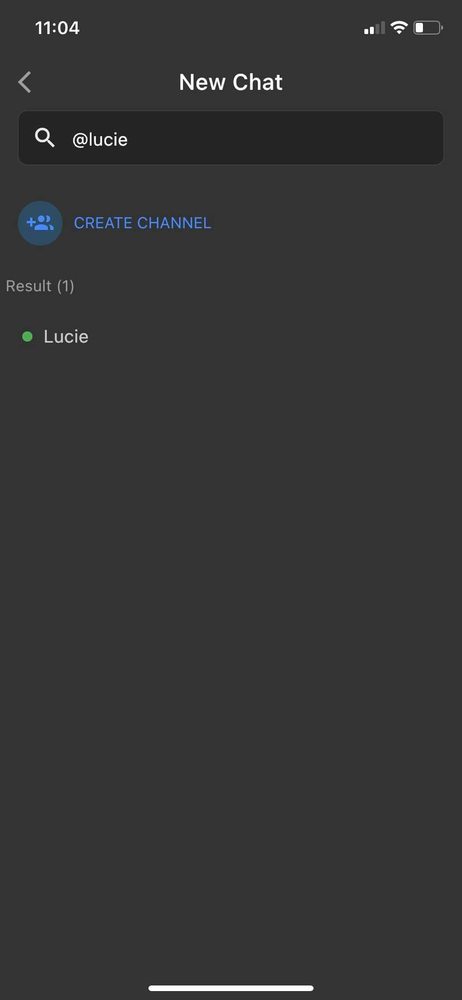 11:04
New Chat
@lucie
CREATE CHANNEL
Result (1)
Lucie